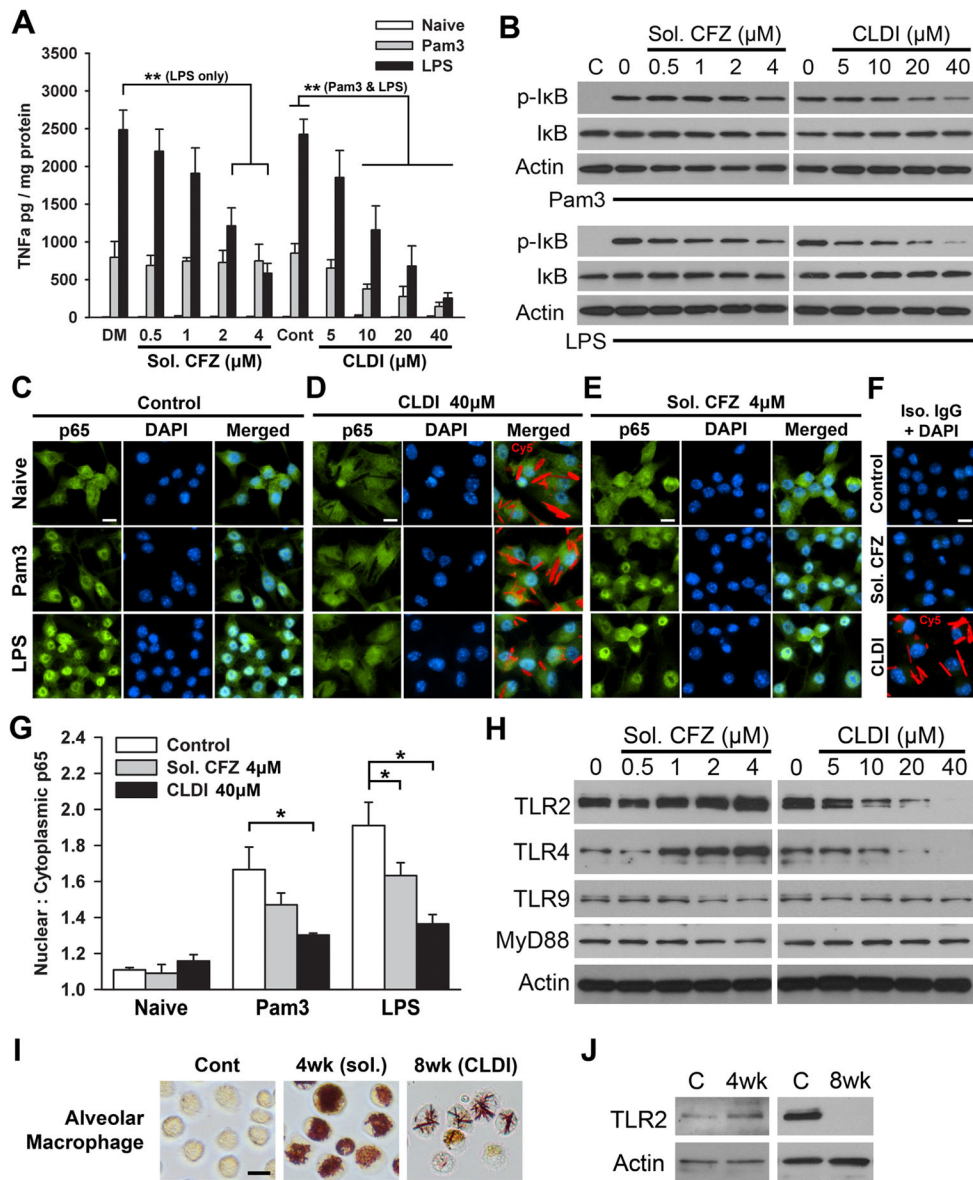 A
Naive
Pam3
LPS
TNFa pg / mg protein
3500
3000
2500
2000
1500
1000
500
0
** (LPS only)
** (Pam3 & LPS)
DM 0.5 1 2 4 Cont 5 10 20 40
Sol. CFZ (µM) CLDI (µM)
B
Sol. CFZ (µM) CLDI (µM)
C 0 0.5 1 2 4 0 5 10 20 40
p-IκB
IκB
Actin
Pam3
p-IκB
IκB
Actin
LPS
C
Control
p65 DAPI Merged
Naive
Pam3
LPS
D
CLDI 40µM
p65 DAPI Merged
Cy5
E
Sol. CFZ 4µM
p65 DAPI Merged
F
Iso. IgG
+ DAPI
Control
Sol. CFZ
CLDI
Cy5
G
Nuclear : Cytoplasmic p65
2.4
2.2
2.0
1.8
1.6
1.4
1.2
1.0
Control
Sol. CFZ 4µM
CLDI 40µM
*
*
*
Naive Pam3 LPS
H
Sol. CFZ (µM) CLDI (µM)
0 0.5 1 2 4 0 5 10 20 40
TLR2
TLR4
TLR9
MyD88
Actin
I
Cont 4wk (sol.) 8wk (CLDI)
Alveolar
Macrophage
J
C 4wk C 8wk
TLR2
Actin